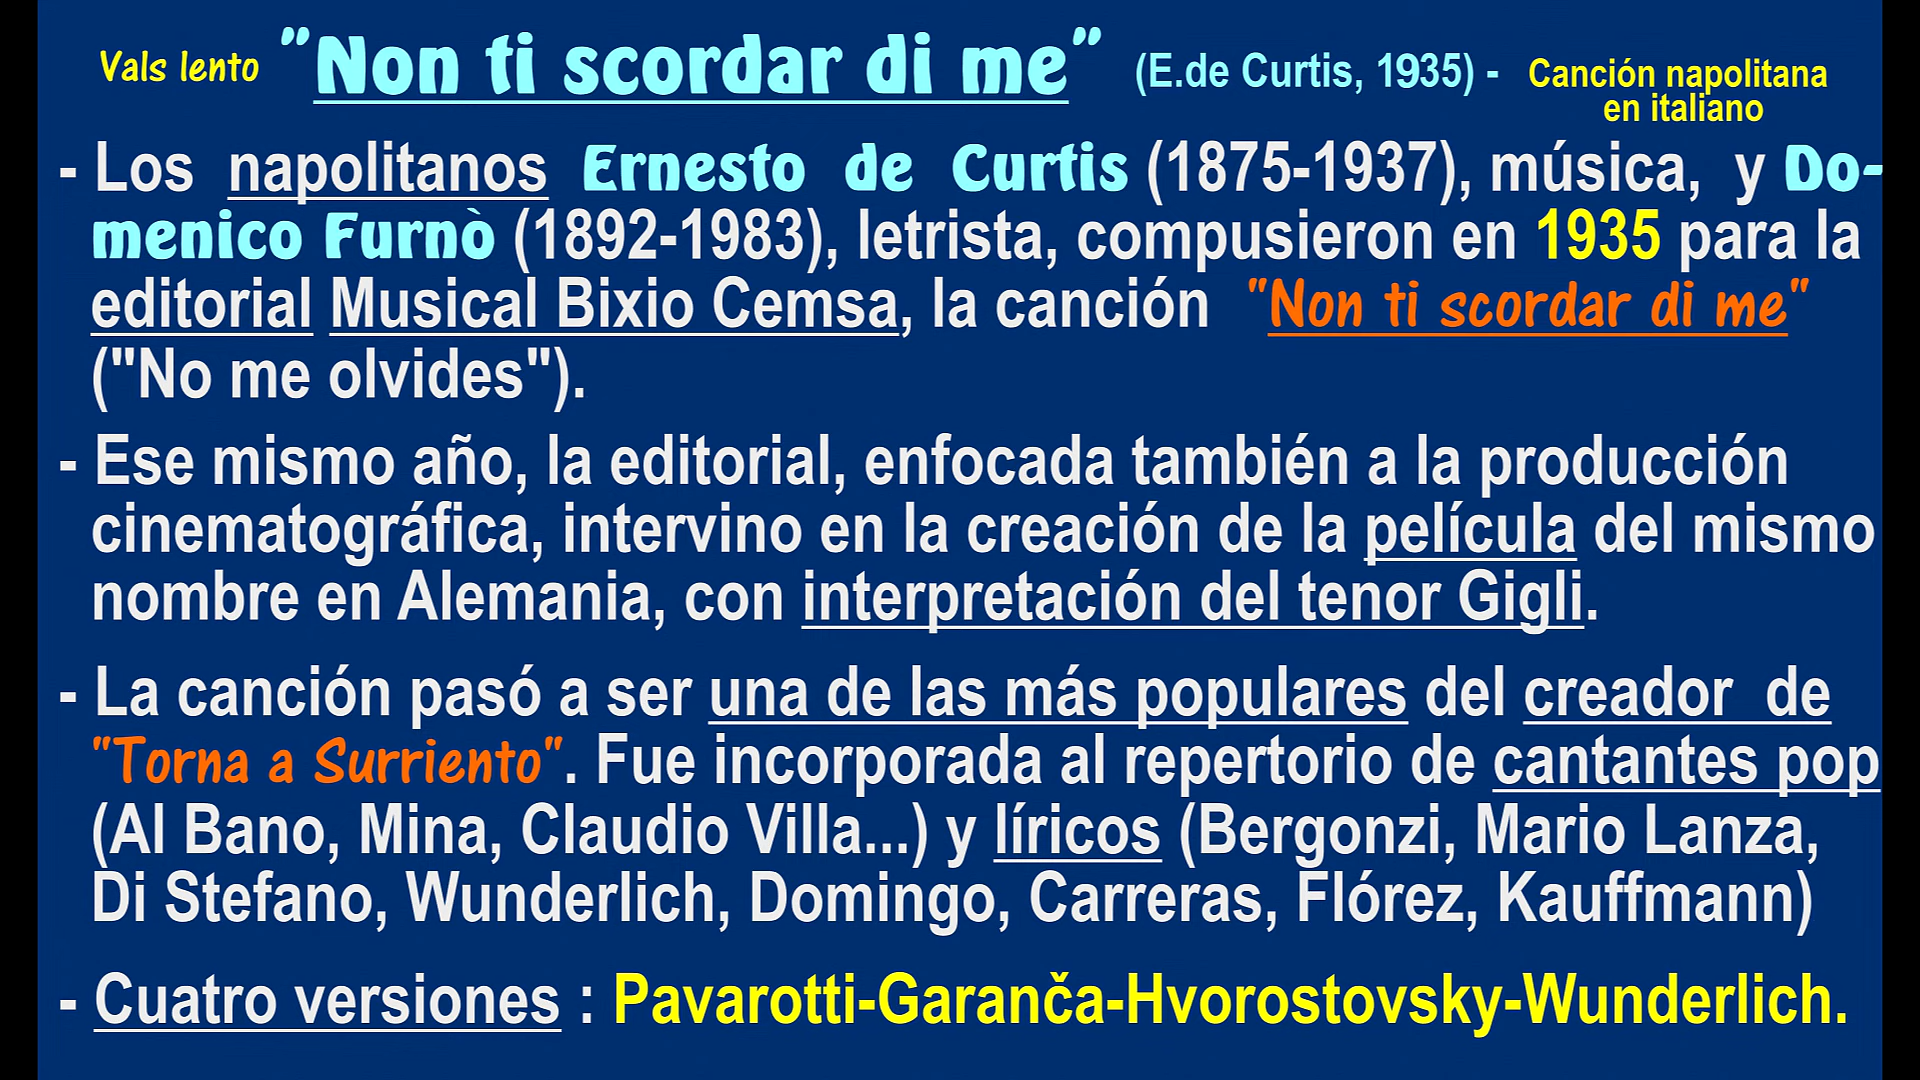 Vals lento "Non ti scordar di me" (E.de Curtis, 1935) - Canción napolitana
en italiano
- Los napolitanos Ernesto de Curtis (1875-1937), música, y Do-
menico Furnò (1892-1983), letrista, compusieron en 1935 para la
editorial Musical Bixio Cemsa, la canción "Non ti scordar di me"
("No me olvides").
- Ese mismo año, la editorial, enfocada también a la producción
cinematográfica, intervino en la creación de la película del mismo
nombre en Alemania, con interpretación del tenor Gigli.
- La canción pasó a ser una de las más populares del creador de
"Torna a Surriento". Fue incorporada al repertorio de cantantes pop
(Al Bano, Mina, Claudio Villa...) y líricos (Bergonzi, Mario Lanza,
Di Stefano, Wunderlich, Domingo, Carreras, Flórez, Kauffmann)
- Cuatro versiones : Pavarotti-Garanča-Hvorostovsky-Wunderlich.